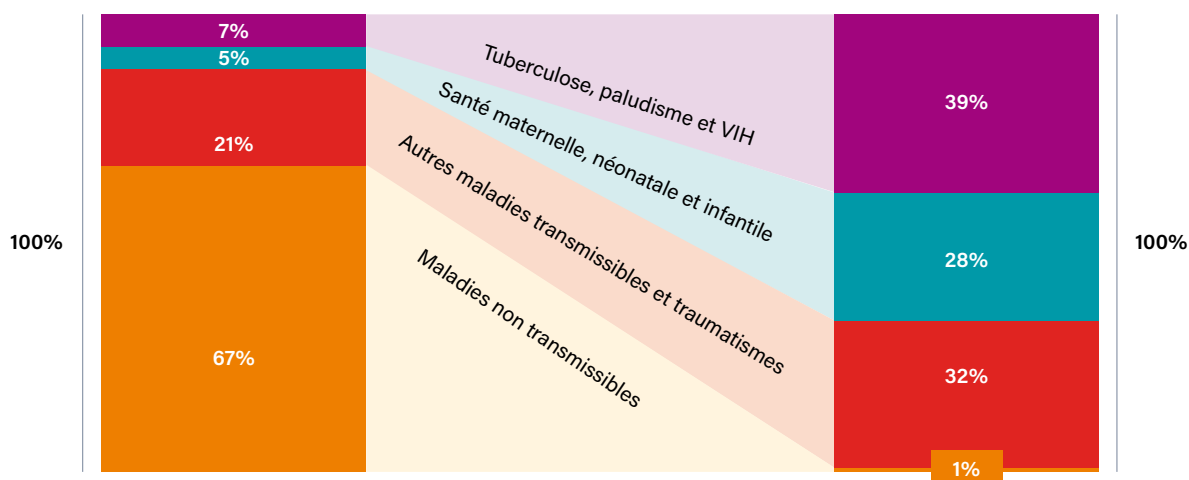 100%
7%
5%
21%
67%
Tuberculose, paludisme et VIH
Santé maternelle, néonatale et infantile
Autres maladies transmissibles et traumatismes
Maladies non transmissibles
39%
28%
32%
1%
100%